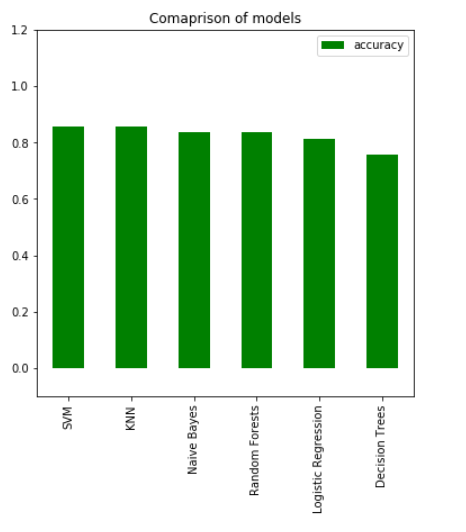 Comaprison of models
accuracy
1.2
1.0
0.8
0.6
0.4
0.2
0.0
SVM
KNN
Naive Bayes
Random Forests
Logistic Regression
Decision Trees